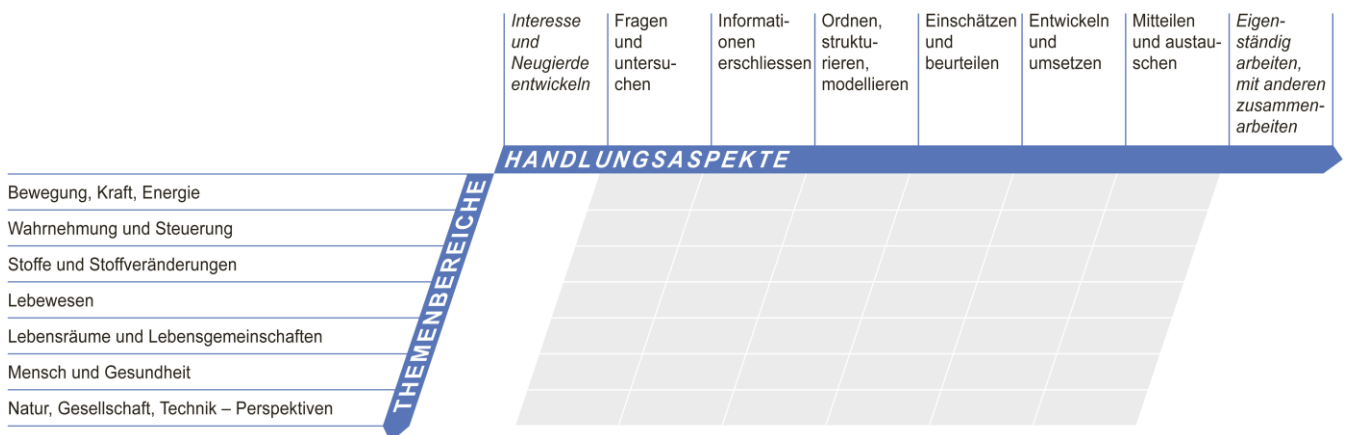 Interesse
und
Neugierde
entwickeln
Fragen
und
untersu-
chen
Informati-
onen
erschliessen
Ordnen,
struktu-
rieren,
modellieren
Einschätzen
und
beurteilen
Entwickeln
und
umsetzen
Mitteilen
und austau-
schen
Eigen-
ständig
arbeiten,
mit anderen
zusammen-
arbeiten
HANDLUNGSASPEKTE
THEMENBEREICHE
Bewegung, Kraft, Energie
Wahrnehmung und Steuerung
Stoffe und Stoffveränderungen
Lebewesen
Lebensräume und Lebensgemeinschaften
Mensch und Gesundheit
Natur, Gesellschaft, Technik – Perspektiven